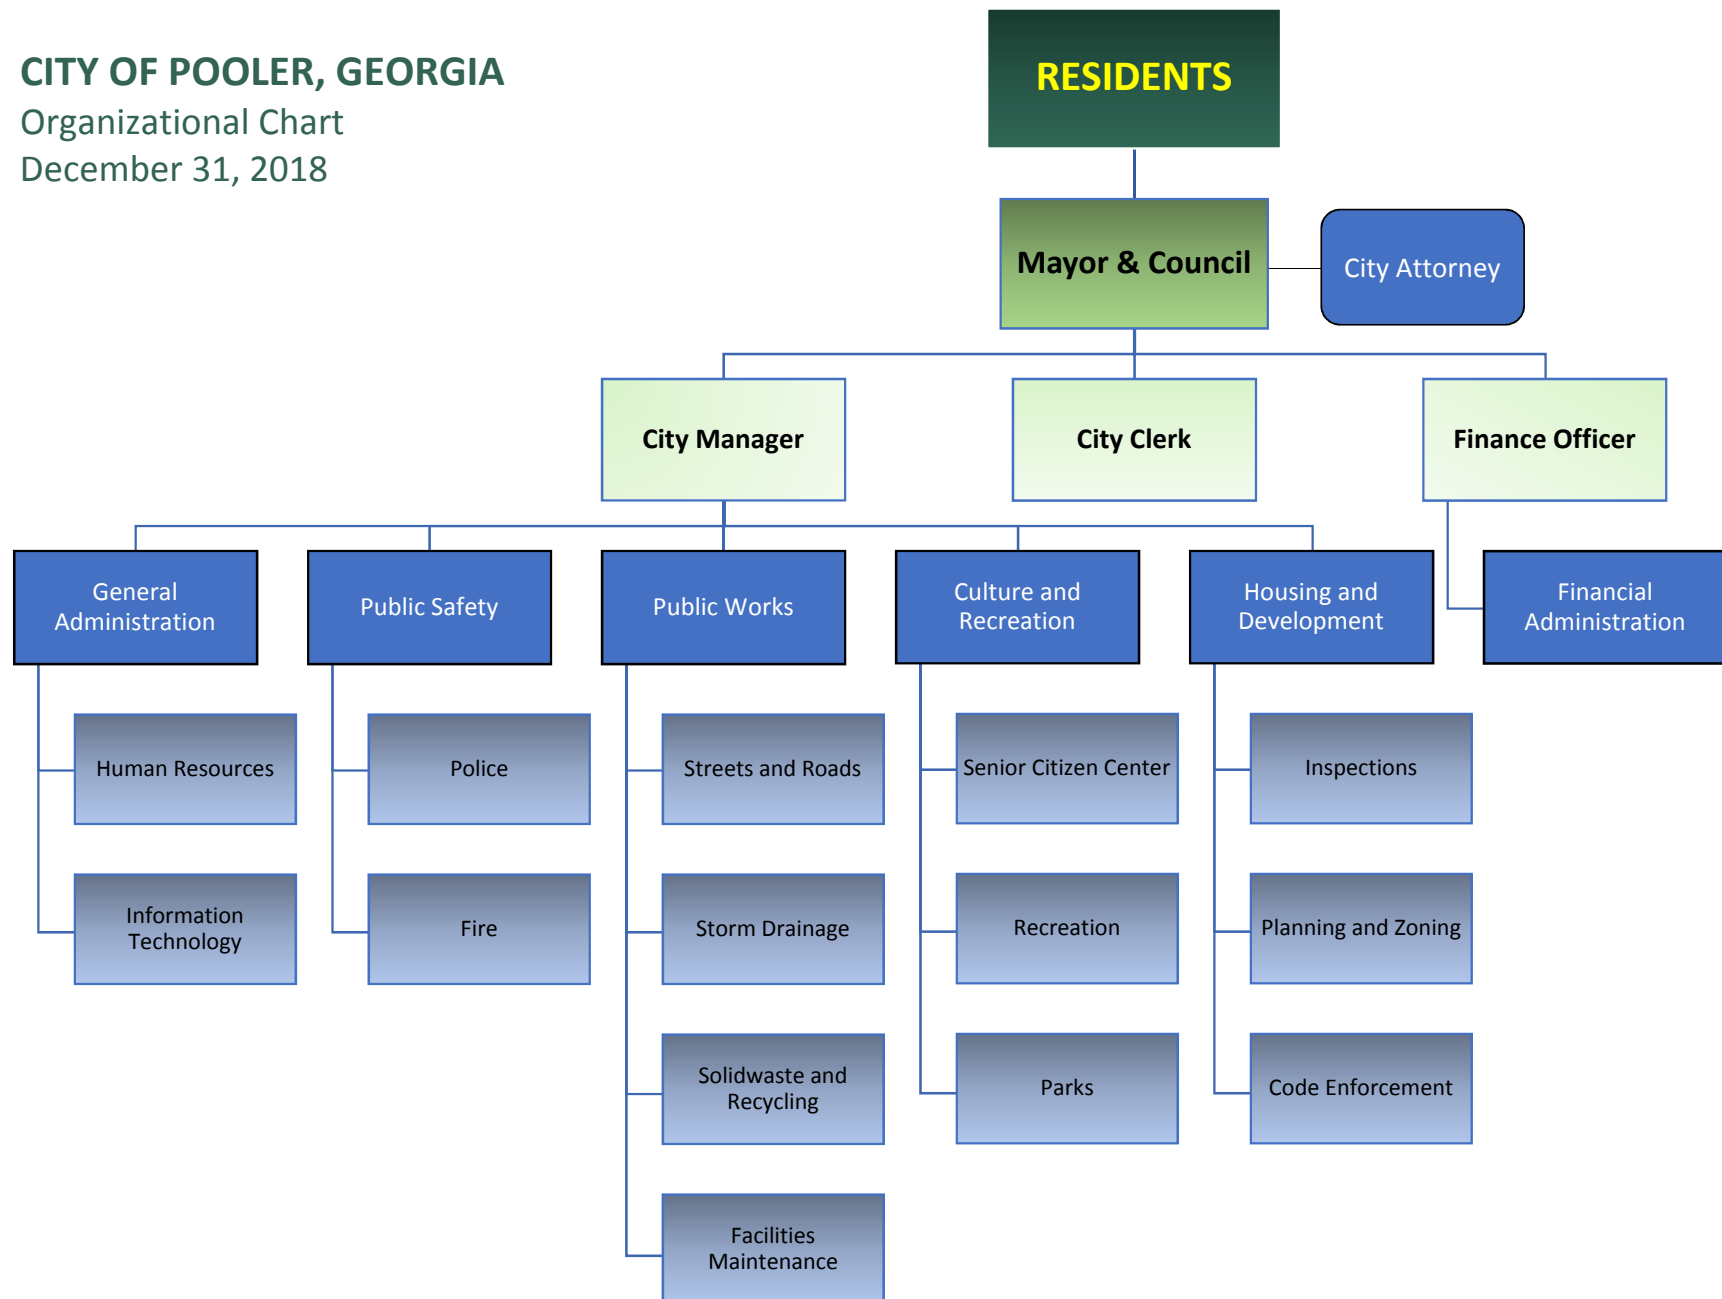 CITY OF POOLER, GEORGIA
Organizational Chart
December 31, 2018
RESIDENTS
Mayor & Council
City Attorney
City Manager
City Clerk
Finance Officer
General
Administration
Public Safety
Public Works
Culture and
Recreation
Housing and
Development
Financial
Administration
Human Resources
Police
Streets and Roads
Senior Citizen Center
Inspections
Information
Technology
Fire
Storm Drainage
Recreation
Planning and Zoning
Solidwaste and
Recycling
Parks
Code Enforcement
Facilities
Maintenance